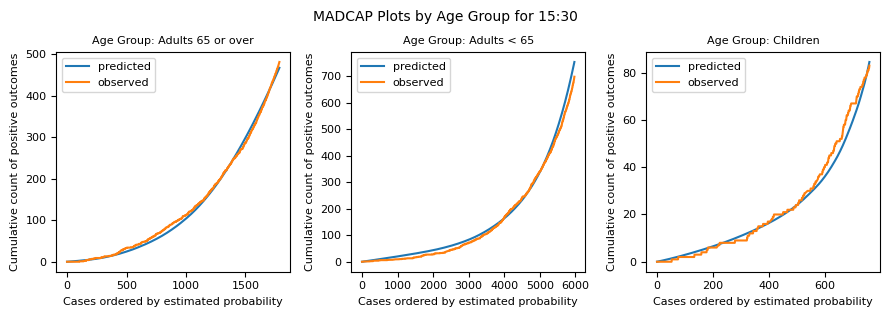 MADCAP Plots by Age Group for 15:30
Age Group: Adults 65 or over
Cumulative count of positive outcomes
500
400
300
200
100
0
predicted
observed
0 500 1000 1500
Cases ordered by estimated probability
Age Group: Adults < 65
Cumulative count of positive outcomes
700
600
500
400
300
200
100
0
predicted
observed
0 1000 2000 3000 4000 5000 6000
Cases ordered by estimated probability
Age Group: Children
Cumulative count of positive outcomes
80
60
40
20
0
predicted
observed
0 200 400 600
Cases ordered by estimated probability